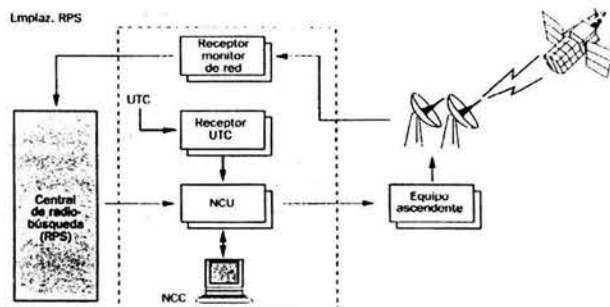 Lmplaz. RPS
Receptor
monitor
de red
UTC
Receptor
UTC
Central
de radio-
búsqueda
(RPS)
NCU
Equipo
ascendente
NCC